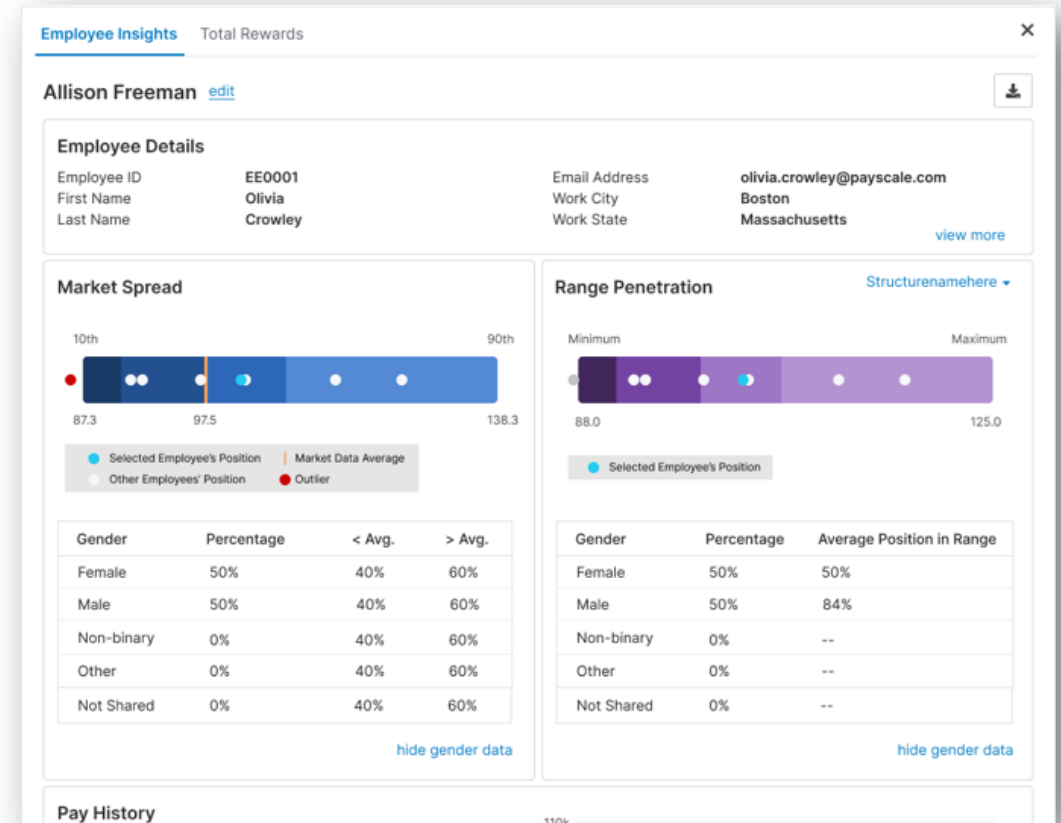 Employee Insights Total Rewards ×
Allison Freeman edit
Employee Details
Employee ID EE0001
First Name Olivia
Last Name Crowley
Email Address olivia.crowley@payscale.com
Work City Boston
Work State Massachusetts
view more
Market Spread
10th 90th
87.3 97.5 138.3
Selected Employee's Position Market Data Average
Other Employees' Position Outlier
Gender Percentage < Avg. > Avg.
Female 50% 40% 60%
Male 50% 40% 60%
Non-binary 0% 40% 60%
Other 0% 40% 60%
Not Shared 0% 40% 60%
hide gender data
Range Penetration Structurenamehere
Minimum Maximum
88.0 125.0
Selected Employee's Position
Gender Percentage Average Position in Range
Female 50% 50%
Male 50% 84%
Non-binary 0% --
Other 0% --
Not Shared 0% --
hide gender data
Pay History
110k